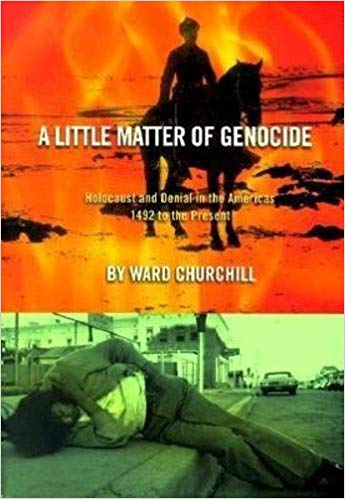 A LITTLE MATTER OF GENOCIDE
Holocaust and Denial in the Americas
1492 to the Present
BY WARD CHURCHILL